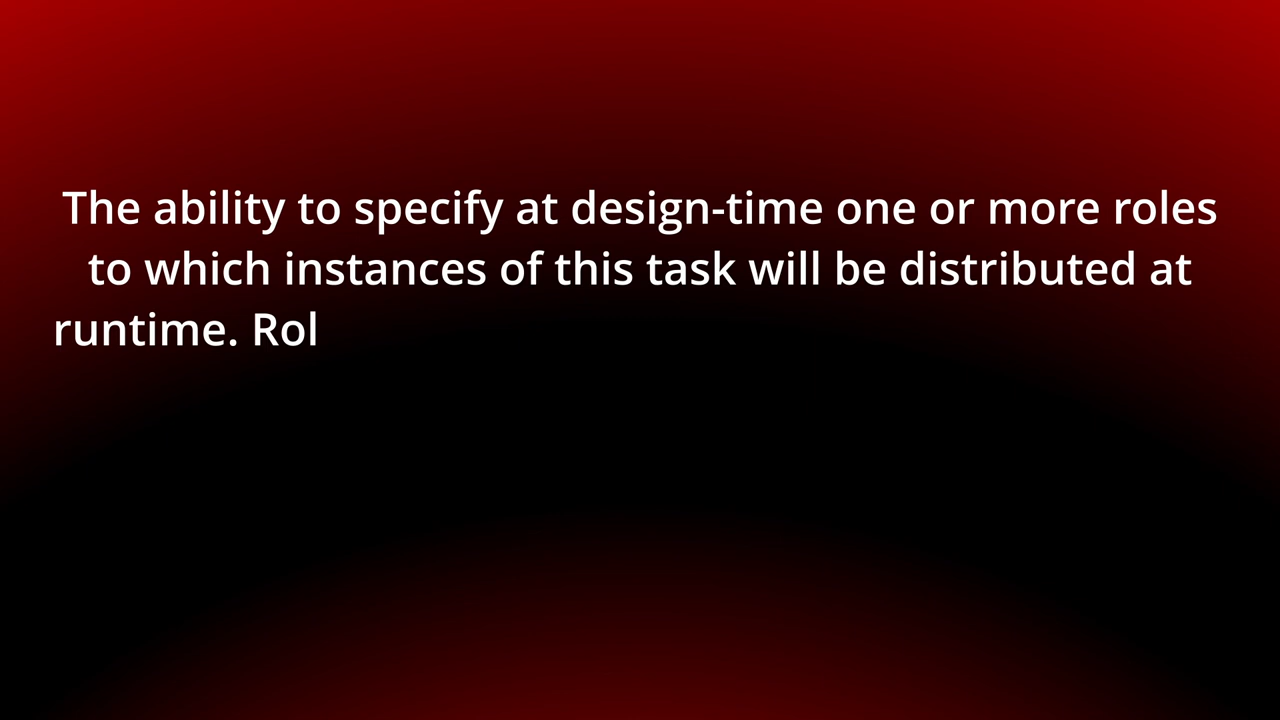 The ability to specify at design-time one or more roles
to which instances of this task will be distributed at
runtime. Rol